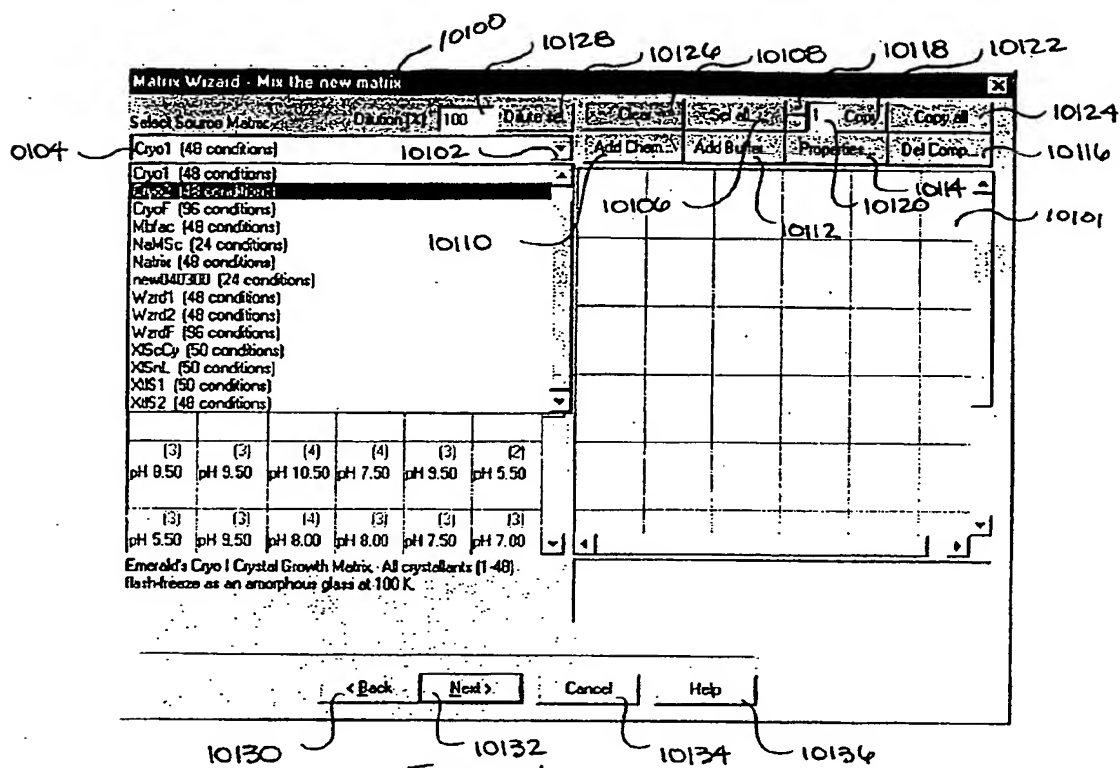 10100
10128
10126
10108
10118
10122
Matrix Wizard - Mix the new matrix
Select Source Matrix
Dilution [%]
100
Dilute sel.
Clear
Sel all
1
Copy
Copy all
10124
0104
Cryo1 (48 conditions)
10102
Add Chem...
Add Buffer...
Properties...
Del Comp...
10116
Cryo1 (48 conditions)
Cryo2 (48 conditions)
CryoF (96 conditions)
Mbfac (48 conditions)
NaMSc (24 conditions)
Natrix (48 conditions)
new040300 (24 conditions)
Wzrd1 (48 conditions)
Wzrd2 (48 conditions)
WzrdF (96 conditions)
XlScCy (50 conditions)
XlSnL (50 conditions)
XtlS1 (50 conditions)
XtlS2 (48 conditions)
10114
10106
10120
10101
10110
10112
(3) (3) (4) (4) (3) (2)
pH 8.50 pH 9.50 pH 10.50 pH 7.50 pH 9.50 pH 5.50
(3) (3) (4) (3) (3) (3)
pH 5.50 pH 9.50 pH 8.00 pH 8.00 pH 7.50 pH 7.00
Emerald's Cryo I Crystal Growth Matrix - All crystallants (1-48)
flash-freeze as an amorphous glass at 100 K.
< Back
Next >
Cancel
Help
10130
10132
10134
10136